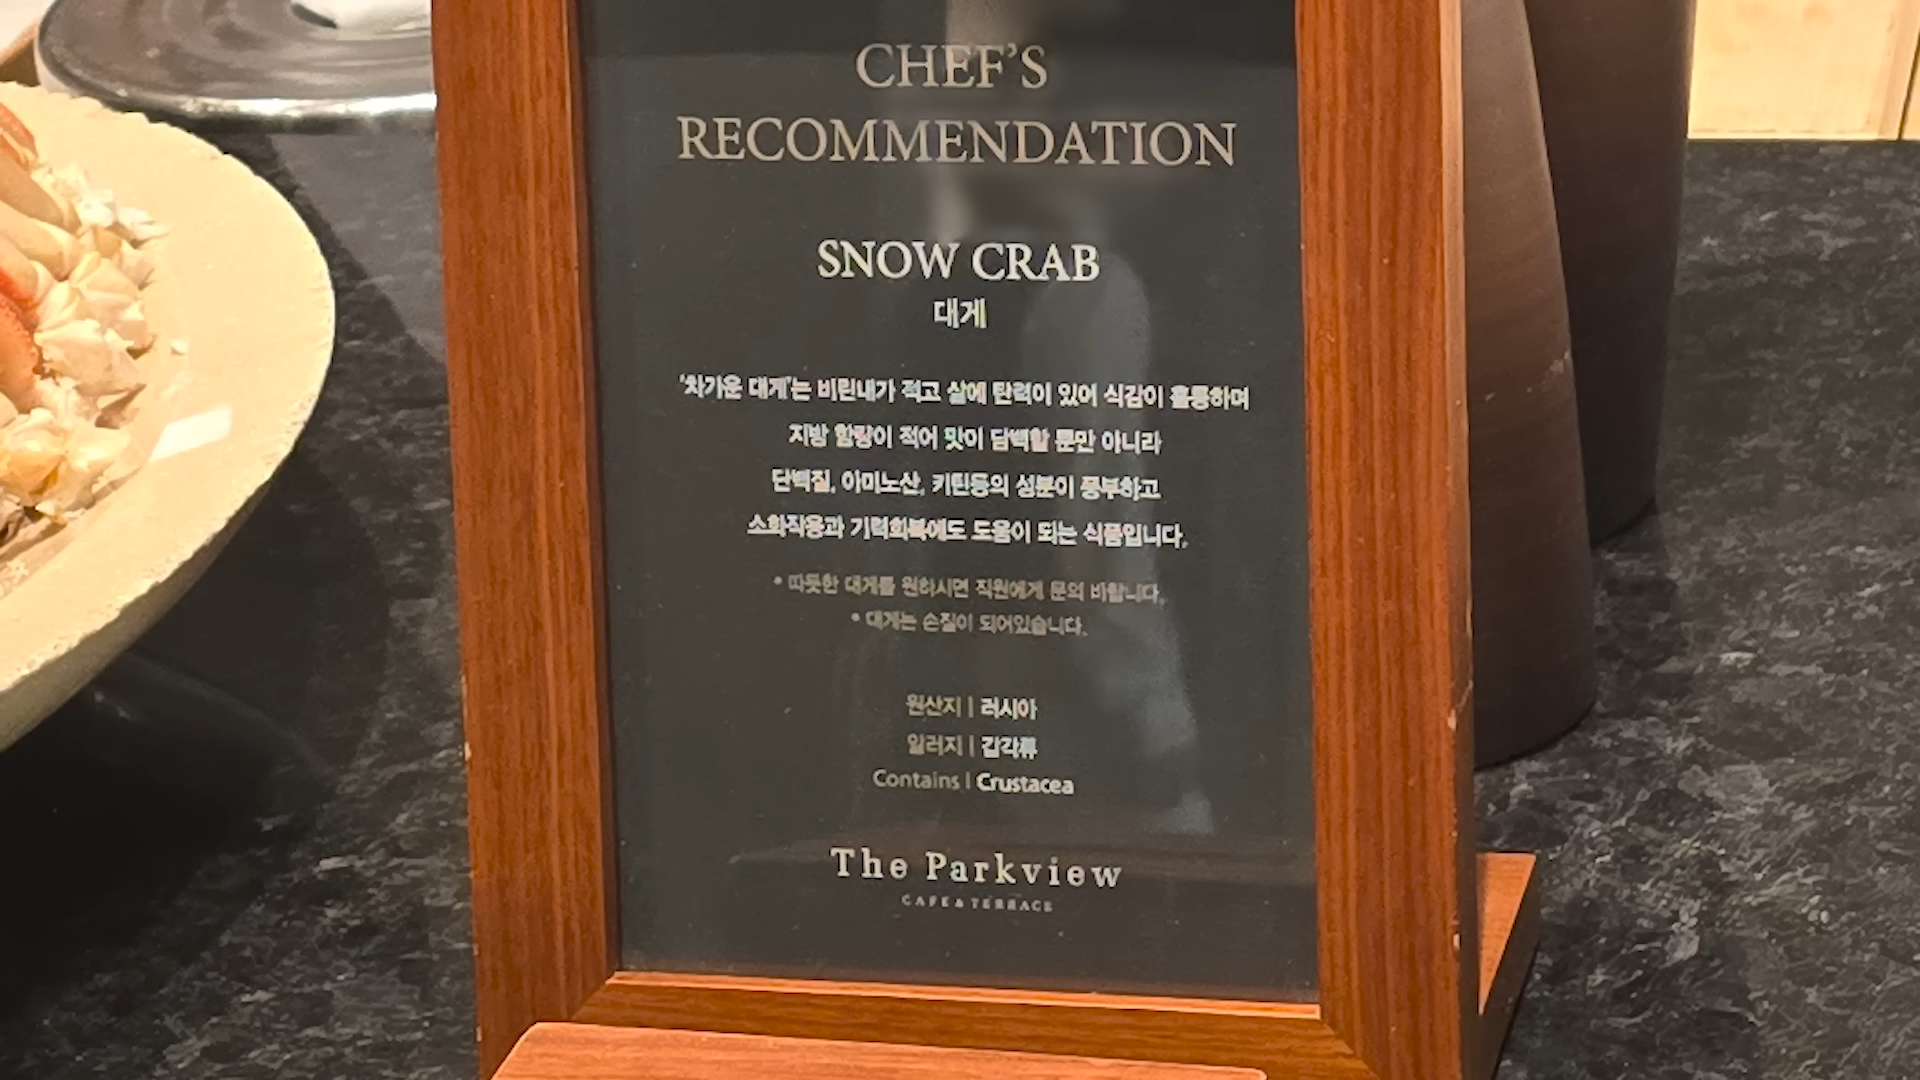 CHEF'S
RECOMMENDATION
SNOW CRAB
대게
'차가운 대게'는 비린내가 적고 살에 탄력이 있어 식감이 훌륭하며
지방 함량이 적어 맛이 담백할 뿐만 아니라
단백질, 아미노산, 키틴등의 성분이 풍부하고
소화작용과 기력회복에도 도움이 되는 식품입니다.
• 따뜻한 대게를 원하시면 직원에게 문의 바랍니다.
• 대게는 손질이 되어있습니다.
원산지 | 러시아
알러지 | 갑각류
Contains | Crustacea
The Parkview
CAFE & TERRACE